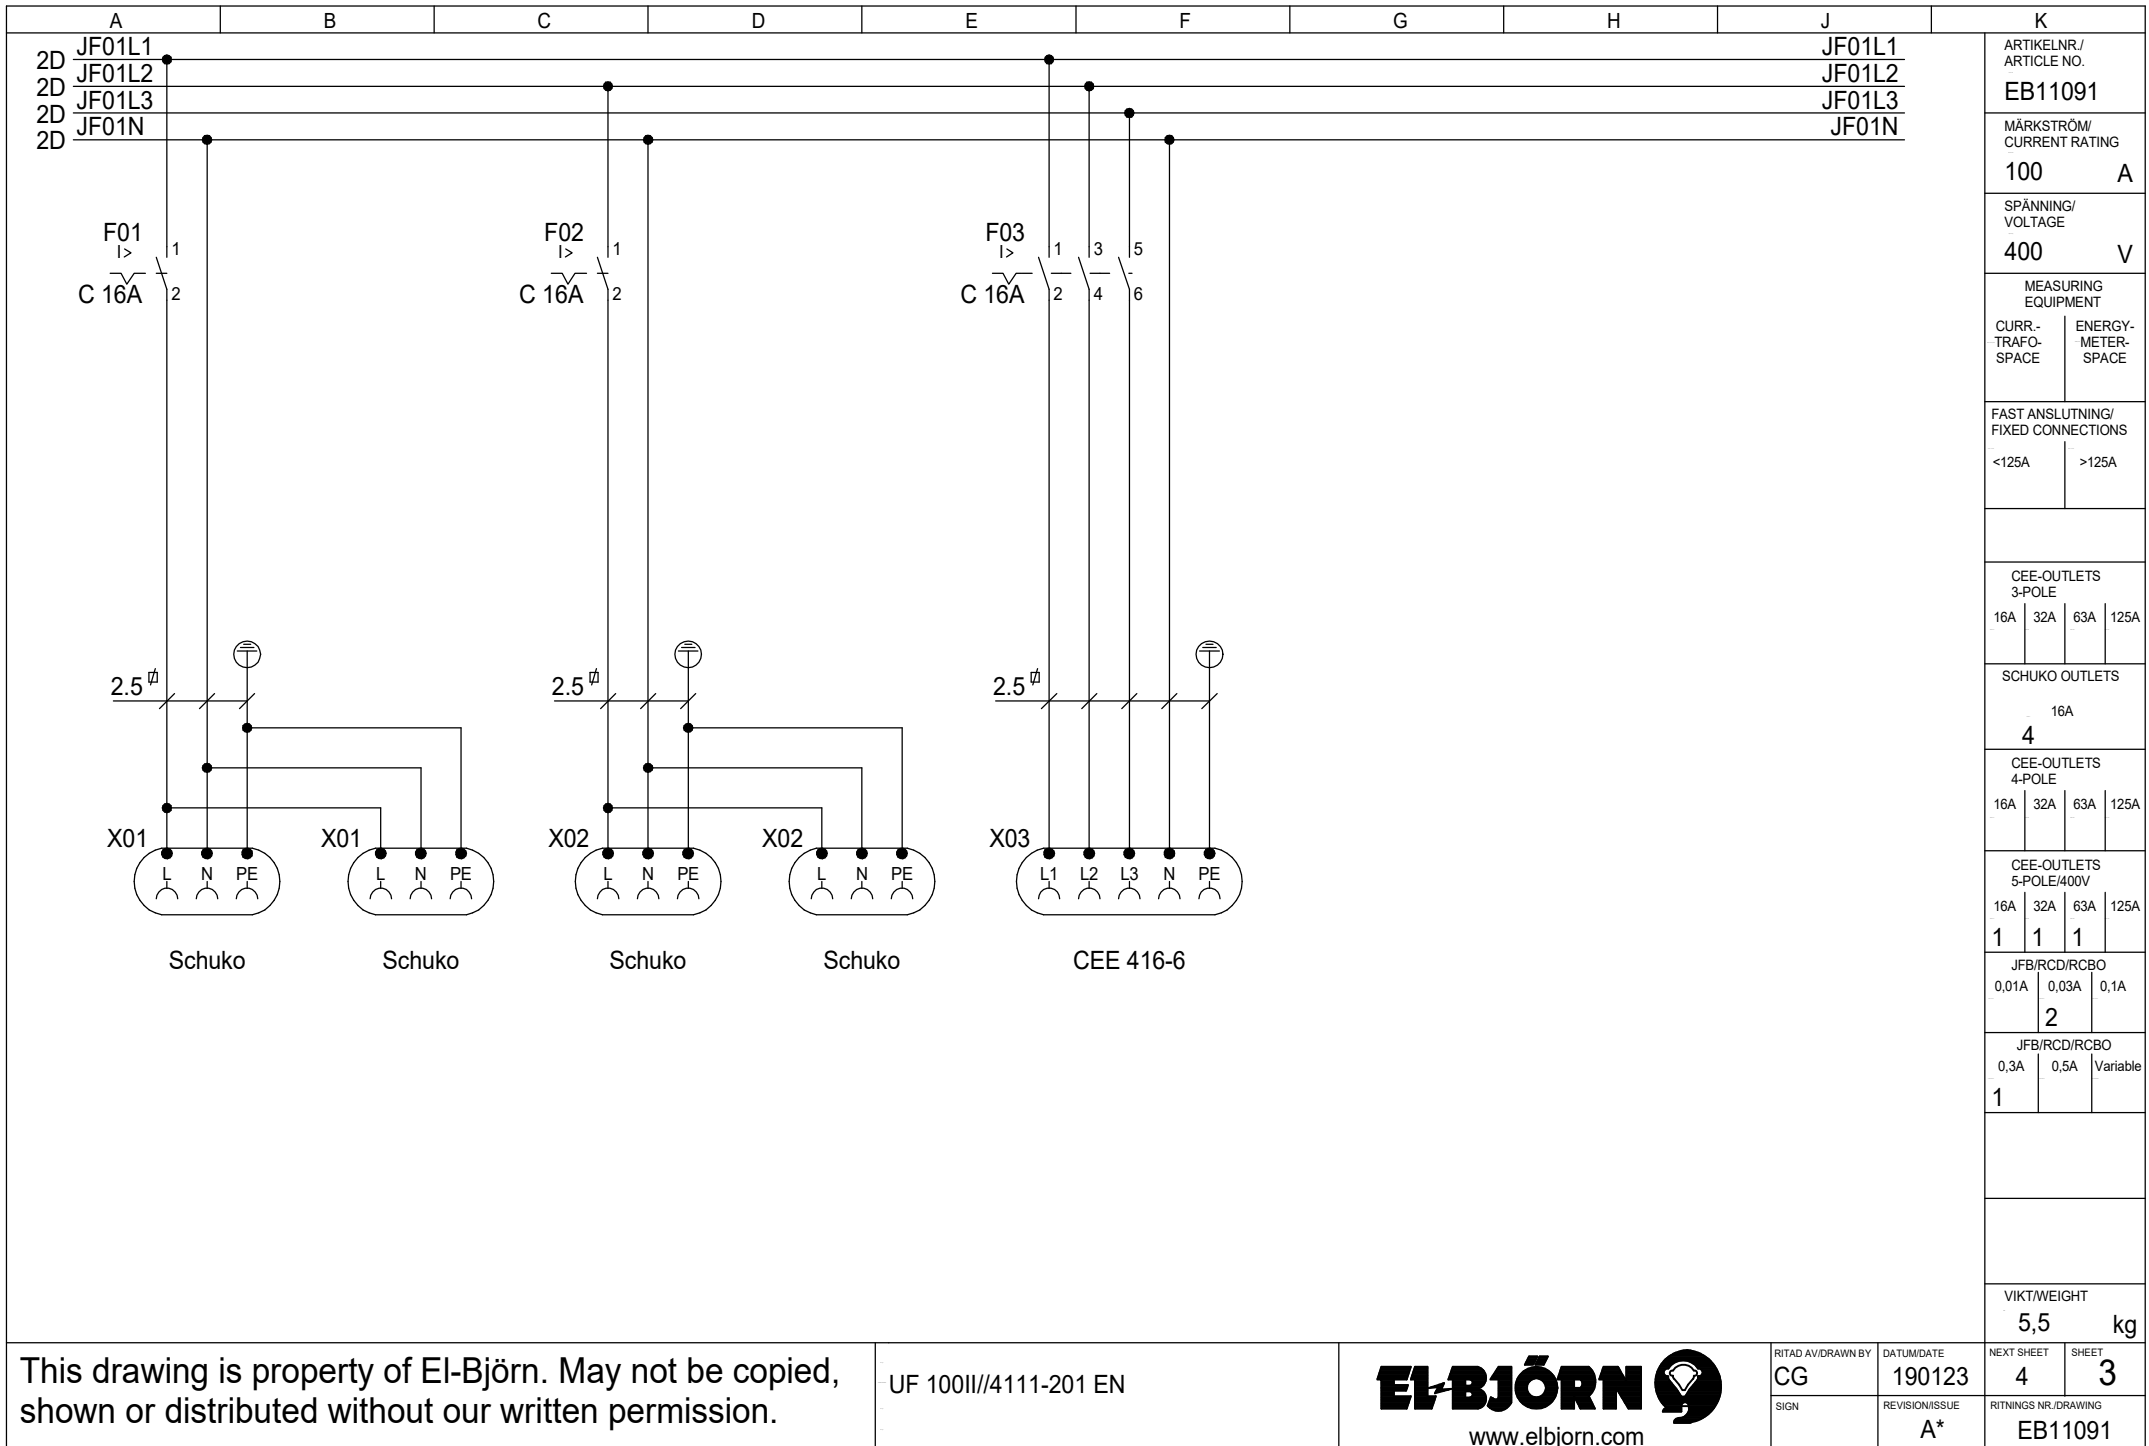 A B C D E F G H J K
2D JF01L1 JF01L1
2D JF01L2 JF01L2
2D JF01L3 JF01L3
2D JF01N JF01N
F01 1 F02 1 F03 1 3 5
I> I> I>
C 16A 2 C 16A 2 C 16A 2 4 6
2.5 2.5 2.5
X01 X01 X02 X02 X03
L N PE L N PE L N PE L N PE L1 L2 L3 N PE
Schuko Schuko Schuko Schuko CEE 416-6
ARTIKELNR./
ARTICLE NO.
EB11091
MÄRKSTRÖM/
CURRENT RATING
100 A
SPÄNNING/
VOLTAGE
400 V
MEASURING
EQUIPMENT
CURR.- ENERGY-
TRAFO- METER-
SPACE SPACE
FAST ANSLUTNING/
FIXED CONNECTIONS
<125A >125A
CEE-OUTLETS
3-POLE
16A 32A 63A 125A
SCHUKO OUTLETS
16A
4
CEE-OUTLETS
4-POLE
16A 32A 63A 125A
CEE-OUTLETS
5-POLE/400V
16A 32A 63A 125A
1 1 1
JFB/RCD/RCBO
0,01A 0,03A 0,1A
2
JFB/RCD/RCBO
0,3A 0,5A Variable
1
VIKT/WEIGHT
5,5 kg
This drawing is property of El-Björn. May not be copied,
shown or distributed without our written permission.
UF 100II//4111-201 EN
EL-BJÖRN
www.elbjorn.com
RITAD AV/DRAWN BY DATUM/DATE NEXT SHEET SHEET
CG 190123 4 3
SIGN REVISION/ISSUE RITNINGS NR./DRAWING
A* EB11091